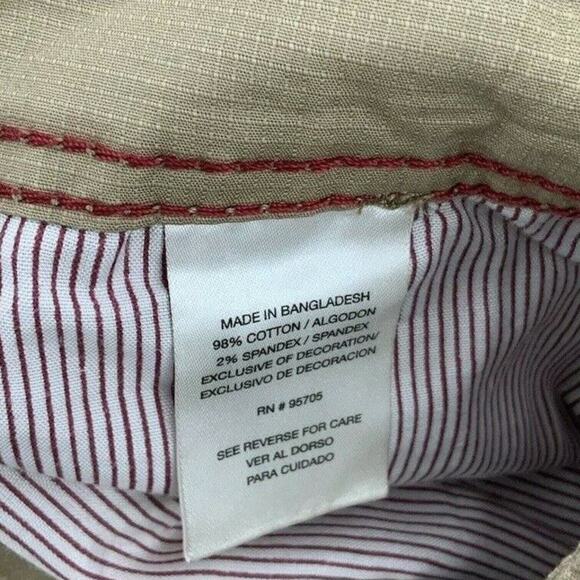 MADE IN BANGLADESH
98% COTTON / ALGODON
2% SPANDEX / SPANDEX
EXCLUSIVE OF DECORATION/
EXCLUSIVO DE DECORACION
RN # 95705
SEE REVERSE FOR CARE
VER AL DORSO
PARA CUIDADO